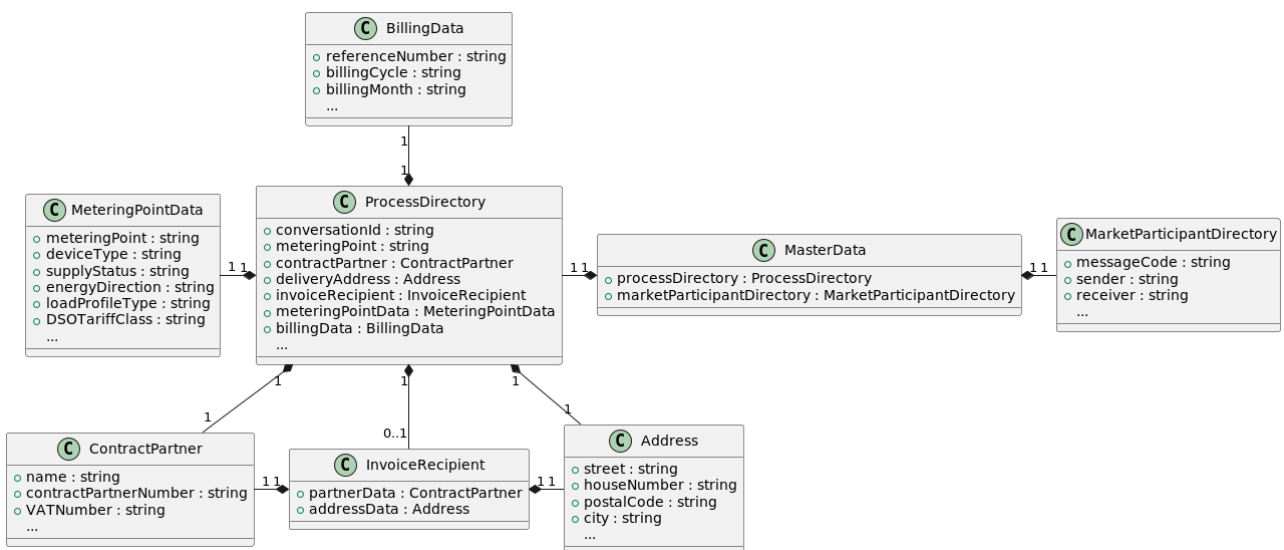 C BillingData
referenceNumber : string
billingCycle : string
billingMonth : string
...
1
1
C MeteringPointData
meteringPoint : string
deviceType : string
supplyStatus : string
energyDirection : string
loadProfileType : string
DSOTariffClass : string
...
1 1
C ProcessDirectory
conversationId : string
meteringPoint : string
contractPartner : ContractPartner
deliveryAddress : Address
invoiceRecipient : InvoiceRecipient
meteringPointData : MeteringPointData
billingData : BillingData
...
1 1
C MasterData
processDirectory : ProcessDirectory
marketParticipantDirectory : MarketParticipantDirectory
1 1
C MarketParticipantDirectory
messageCode : string
sender : string
receiver : string
...
1 1 1
1 0..1 1
C ContractPartner
name : string
contractPartnerNumber : string
VATNumber : string
...
1 1
C InvoiceRecipient
partnerData : ContractPartner
addressData : Address
1 1
C Address
street : string
houseNumber : string
postalCode : string
city : string
...